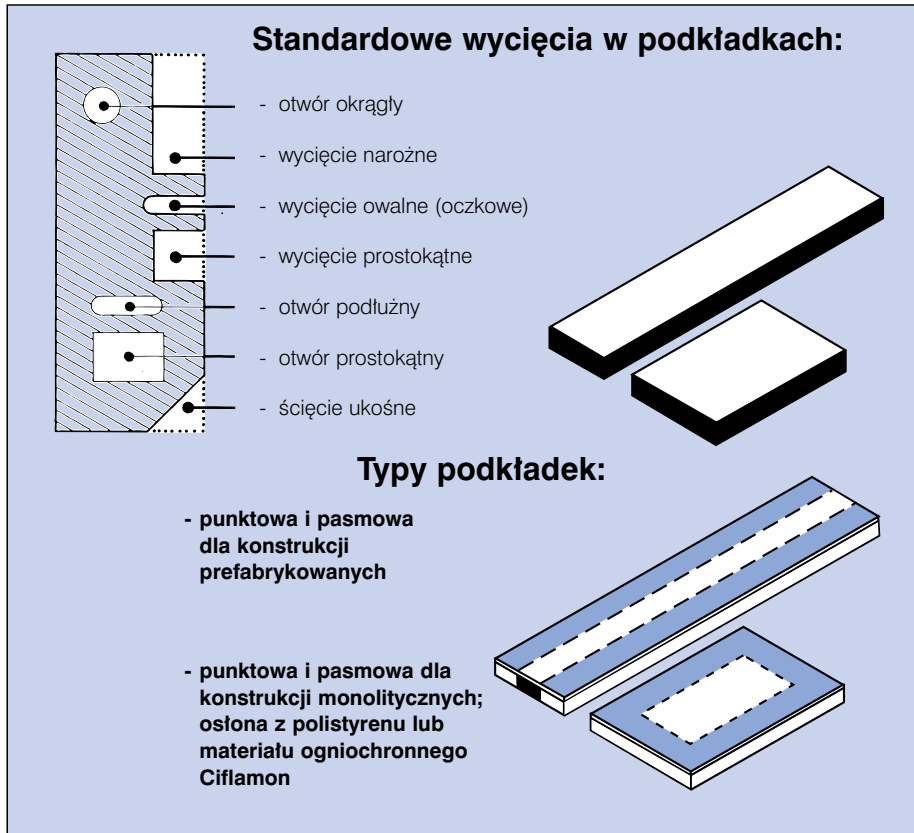 Standardowe wycięcia w podkładkach:
- otwór okrągły
- wycięcie narożne
- wycięcie owalne (oczkowe)
- wycięcie prostokątne
- otwór podłużny
- otwór prostokątny
- ścięcie ukośne
Typy podkładek:
- punktowa i pasmowa
dla konstrukcji
prefabrykowanych
- punktowa i pasmowa dla
konstrukcji monolitycznych;
osłona z polistyrenu lub
materiału ogniochronnego
Ciflamon